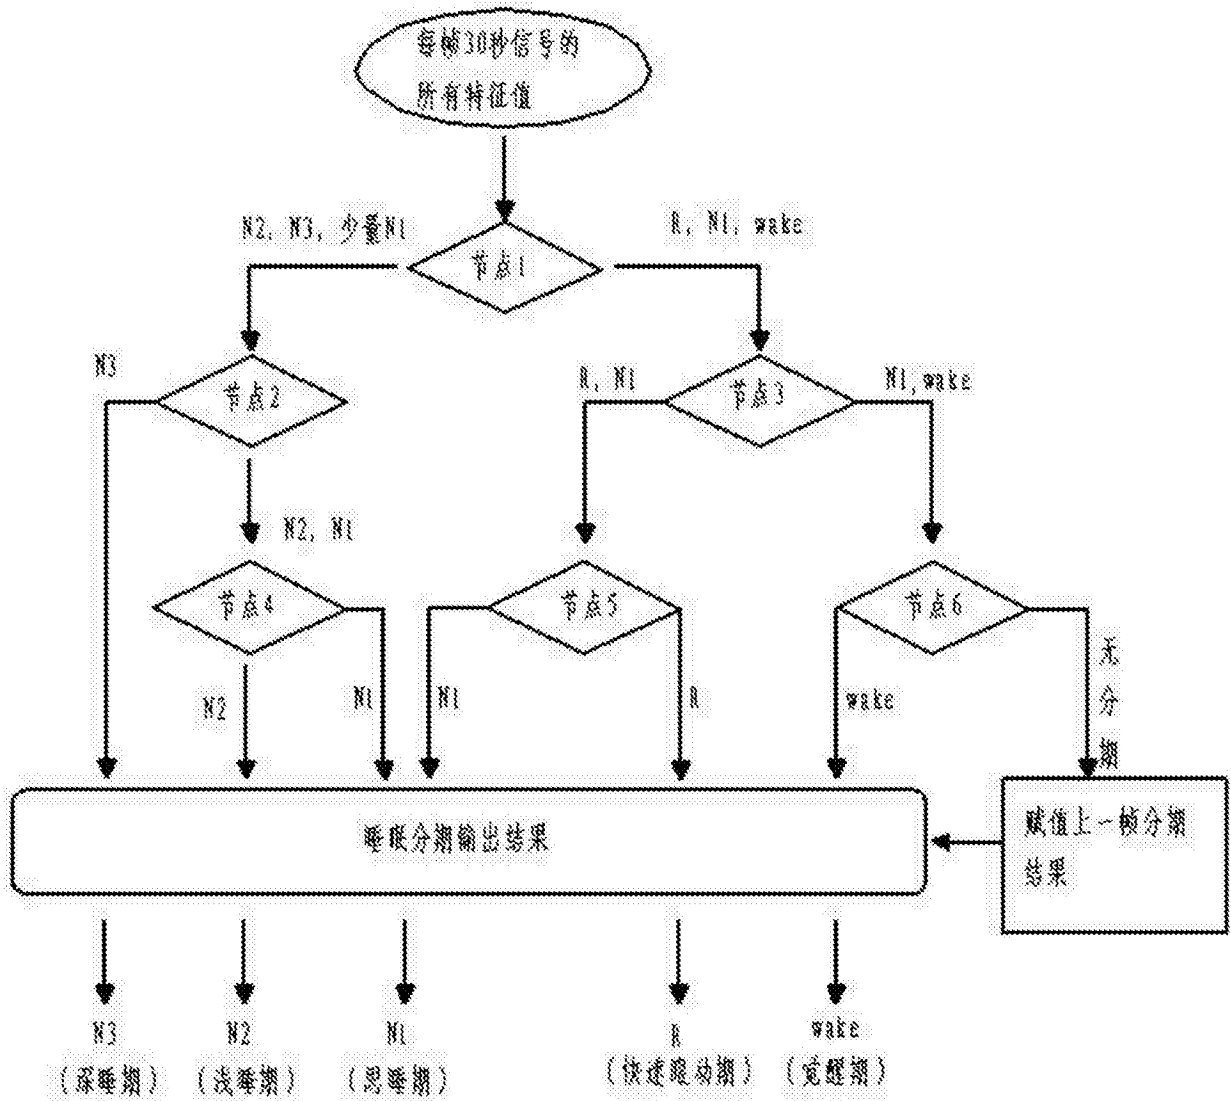 每帧30秒信号的
所有特征值
N2, N3, 少量N1
R, N1, wake
节点1
N3
节点2
R, N1
节点3
N1,wake
N2, N1
节点4
节点5
节点6
N2
N1
N1
R
wake
无分期
睡眠分期输出结果
赋值上一帧分期
结果
N3
N2
N1
R
wake
(深睡期)
(浅睡期)
(思睡期)
(快速眼动期)
(觉醒期)